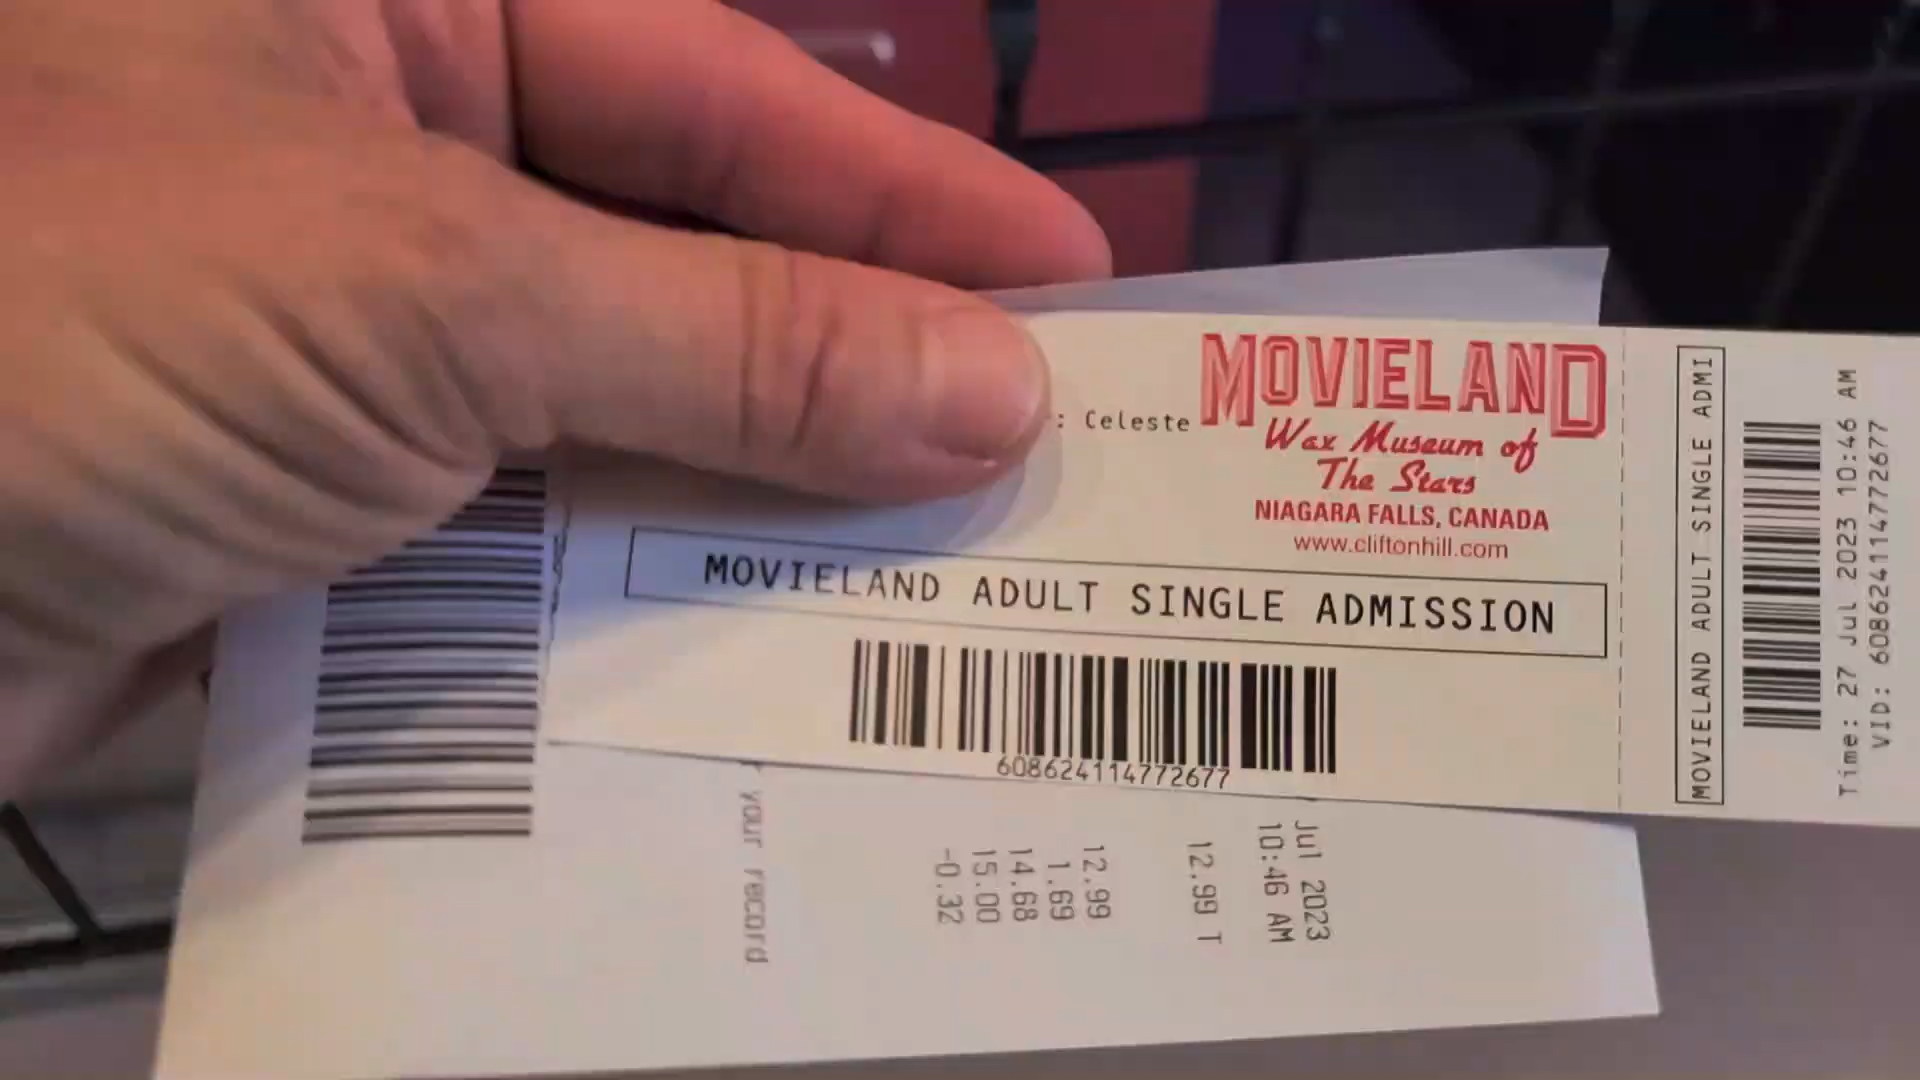 : Celeste
MOVIELAND
Wax Museum of
The Stars
NIAGARA FALLS, CANADA
www.cliftonhill.com
MOVIELAND ADULT SINGLE ADMISSION
608624114772677
MOVIELAND ADULT SINGLE ADMI
Time: 27 Jul 2023 10:46 AM
VID: 608624114772677
Jul 2023
10:46 AM
12.99 T
12.99
1.69
14.68
15.00
-0.32
your record